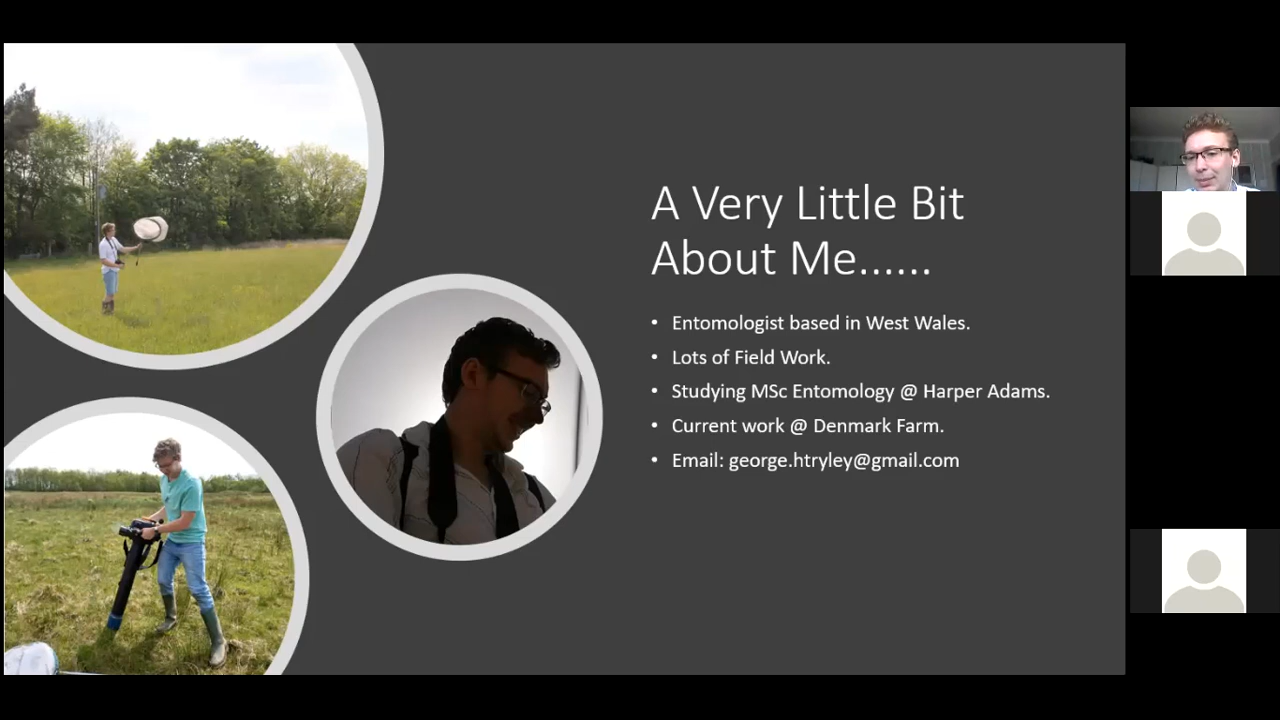 A Very Little Bit
About Me......
• Entomologist based in West Wales.
• Lots of Field Work.
• Studying MSc Entomology @ Harper Adams.
• Current work @ Denmark Farm.
• Email: george.htryley@gmail.com